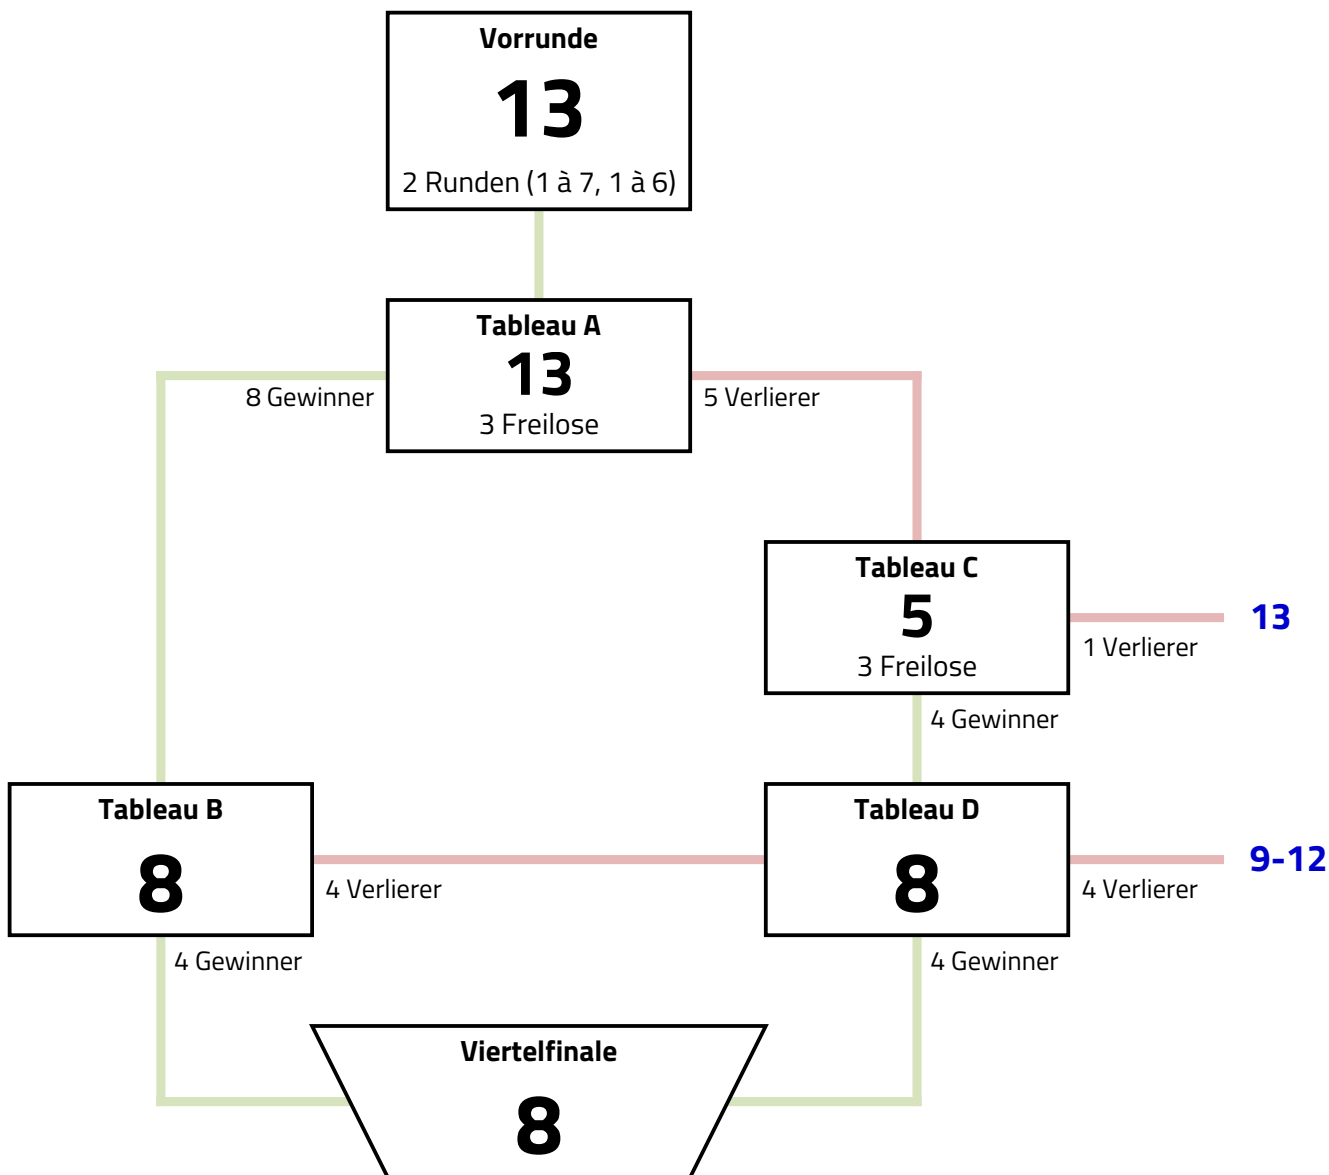 Vorrunde
13
2 Runden (1 à 7, 1 à 6)
Tableau A
13
3 Freilose
8 Gewinner
5 Verlierer
Tableau C
5
3 Freilose
1 Verlierer
13
4 Gewinner
Tableau B
8
4 Verlierer
4 Gewinner
Tableau D
8
4 Verlierer
9-12
4 Gewinner
Viertelfinale
8